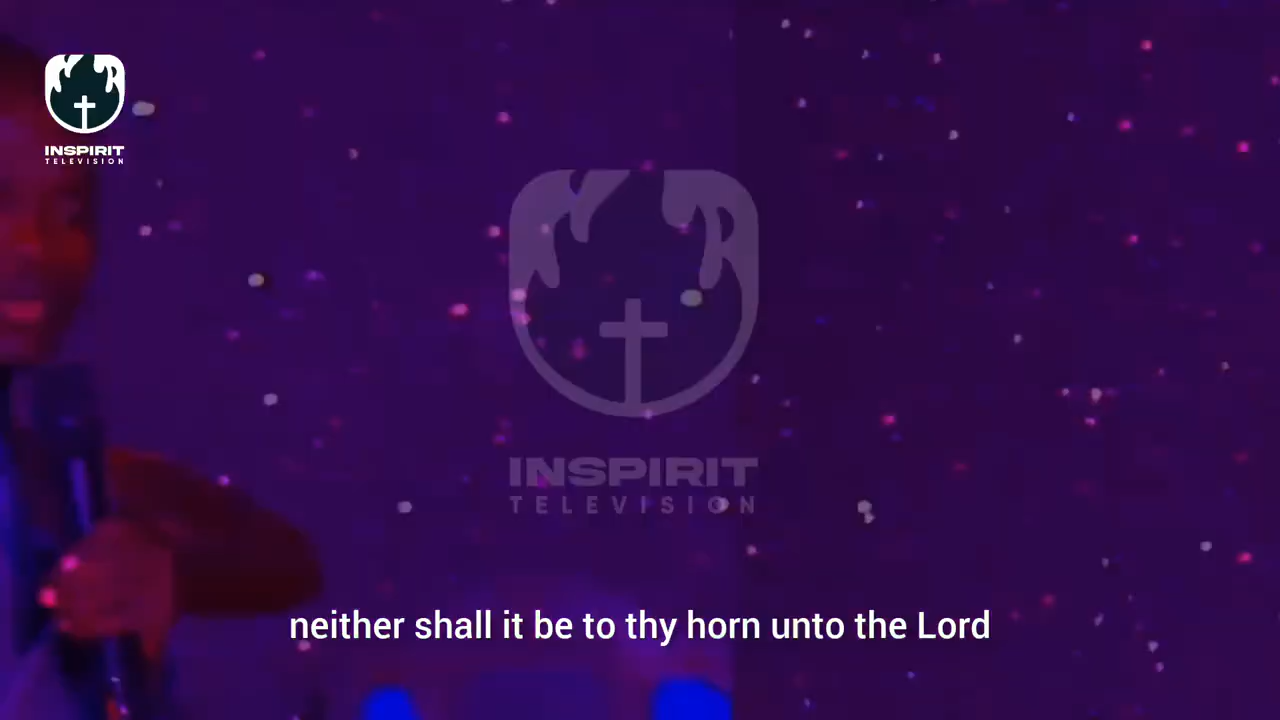 INSPIRIT
TELEVISION
INSPIRIT
TELEVISION
neither shall it be to thy horn unto the Lord